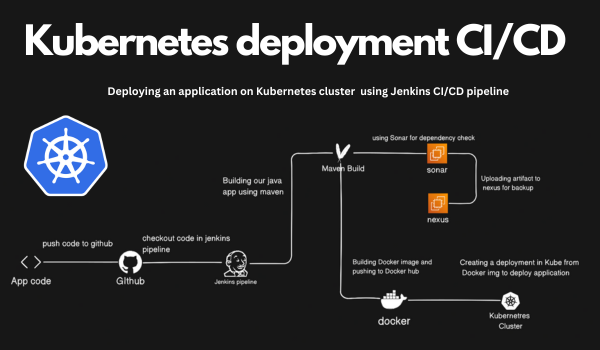 Kubernetes deployment CI/CD
Deploying an application on Kubernetes cluster using Jenkins CI/CD pipeline
using Sonar for dependency check
Maven Build
sonar
Building our java
app using maven
Uploading artifact to
nexus for backup
nexus
push code to github
checkout code in jenkins
pipeline
App code
GIthub
Jenkins pipeline
Building Docker image and
pushing to Docker hub
Creating a deployment in Kube from
Docker img to deploy application
docker
Kubernetres
Cluster